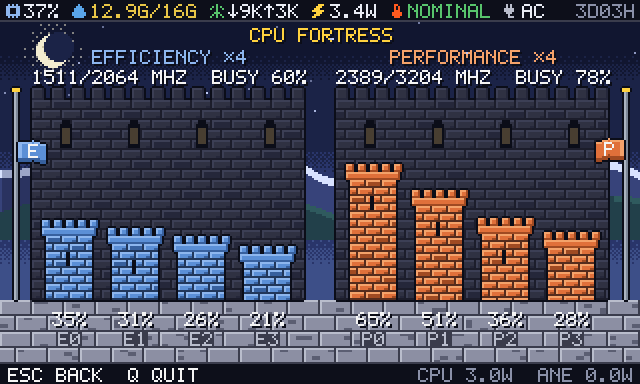 37% 12.9G/16G ↓9K↑3K 3.4W NOMINAL AC 3D03H
CPU FORTRESS
EFFICIENCY ×4 PERFORMANCE ×4
1511/2064 MHZ BUSY 60% 2389/3204 MHZ BUSY 78%
E P
35% 31% 26% 21% 65% 51% 36% 28%
E0 E1 E2 E3 P0 P1 P2 P3
ESC BACK Q QUIT CPU 3.0W ANE 0.0W